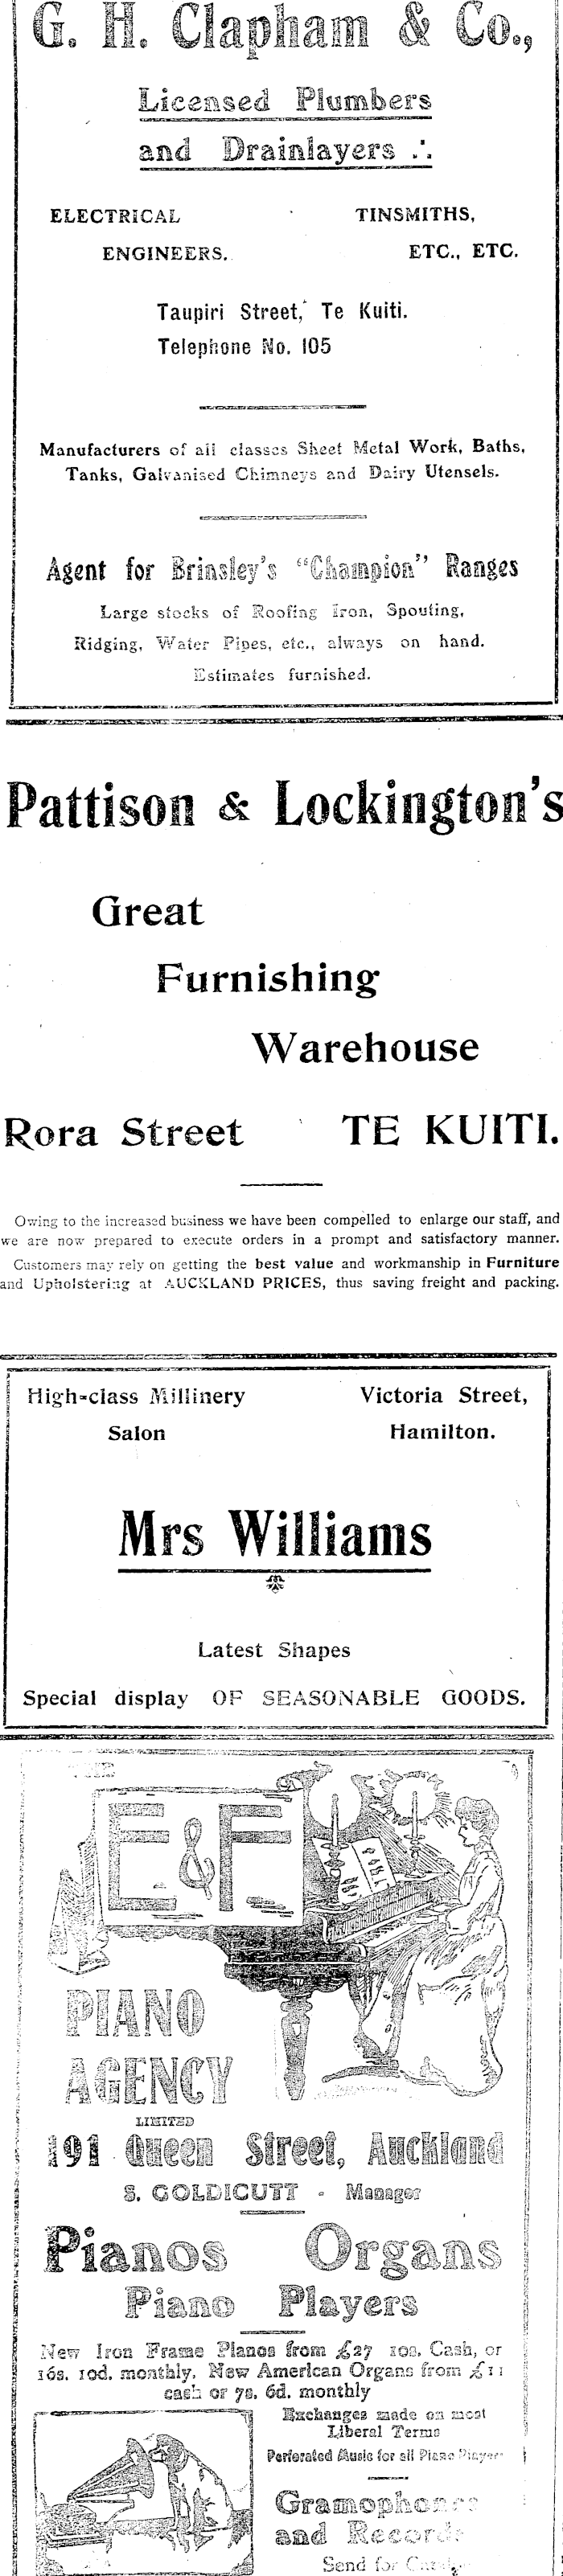 G. H. Clapham & Co.,
Licensed Plumbers
and Drainlayers ∴
ELECTRICAL TINSMITHS,
ENGINEERS. ETC., ETC.
Taupiri Street, Te Kuiti.
Telephone No. 105
Manufacturers of all classes Sheet Metal Work, Baths,
Tanks, Galvanised Chimneys and Dairy Utensels.
Agent for Brinsley's "Champion" Ranges
Large stocks of Roofing Iron, Spouting,
Ridging, Water Pipes, etc., always on hand.
Estimates furnished.
Pattison & Lockington's
Great
Furnishing
Warehouse
Rora Street TE KUITI.
Owing to the increased business we have been compelled to enlarge our staff, and
we are now prepared to execute orders in a prompt and satisfactory manner.
Customers may rely on getting the best value and workmanship in Furniture
and Upholstering at AUCKLAND PRICES, thus saving freight and packing.
High-class Millinery Victoria Street,
Salon Hamilton.
Mrs Williams
Latest Shapes
Special display OF SEASONABLE GOODS.
THE
E & F
PIANO
AGENCY
LIMITED
191 Queen Street, Auckland
S. COLDICUTT - Manager
Pianos Organs
Piano Players
New Iron Frame Pianos from £27 10s. Cash, or
16s. 10d. monthly. New American Organs from £11
cash or 7s. 6d. monthly
Exchanges made on most
Liberal Terms
Perforated Music for all Piano Players
Gramophones
and Records
Send for